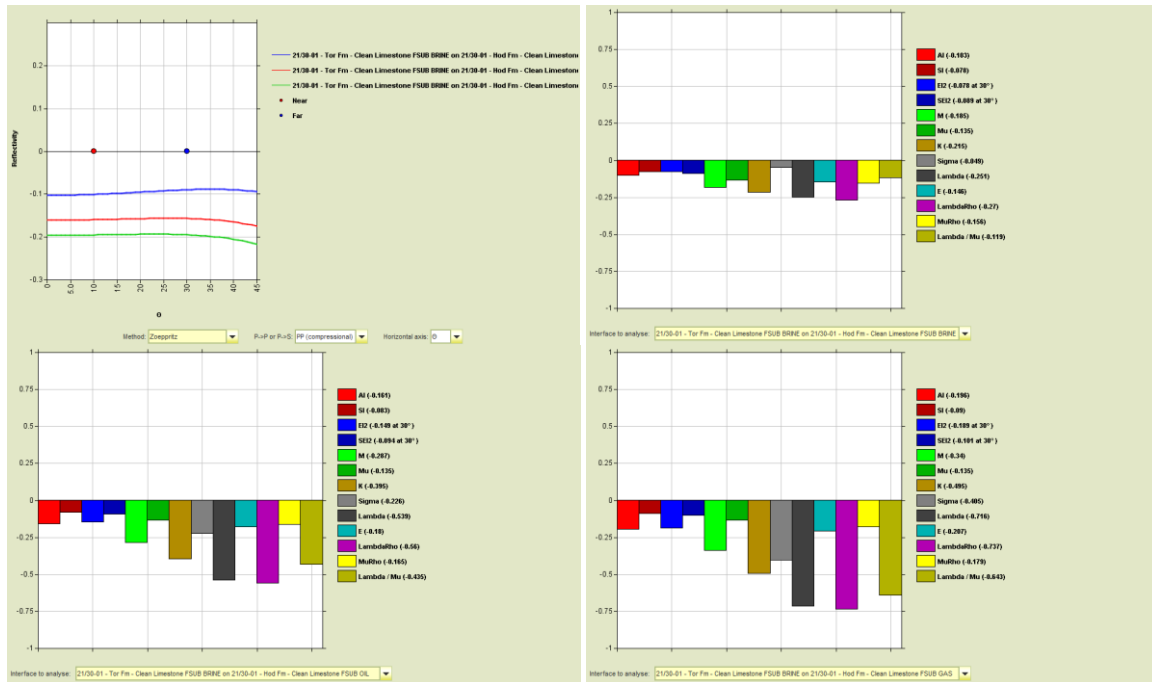 0.2
0.1
0
-0.1
-0.2
-0.3
Reflectivity
0
5.0
10
15
20
25
30
35
40
45
Θ
21/30-01 - Tor Fm - Clean Limestone FSUB BRINE on 21/30-01 - Hod Fm - Clean Limestone
21/30-01 - Tor Fm - Clean Limestone FSUB BRINE on 21/30-01 - Hod Fm - Clean Limestone
21/30-01 - Tor Fm - Clean Limestone FSUB BRINE on 21/30-01 - Hod Fm - Clean Limestone
Near
Far
Method: Zoeppritz P->P or P->S: PP (compressional) Horizontal axis: Θ
1
0.75
0.5
0.25
0
-0.25
-0.5
-0.75
-1
AI (-0.103)
SI (-0.078)
EI2 (-0.078 at 30°)
SEI2 (-0.089 at 30°)
M (-0.185)
Mu (-0.135)
K (-0.215)
Sigma (-0.049)
Lambda (-0.251)
E (-0.146)
LambdaRho (-0.27)
MuRho (-0.156)
Lambda / Mu (-0.119)
Interface to analyse: 21/30-01 - Tor Fm - Clean Limestone FSUB BRINE on 21/30-01 - Hod Fm - Clean Limestone FSUB BRINE
1
0.75
0.5
0.25
0
-0.25
-0.5
-0.75
-1
AI (-0.161)
SI (-0.083)
EI2 (-0.149 at 30°)
SEI2 (-0.094 at 30°)
M (-0.287)
Mu (-0.135)
K (-0.395)
Sigma (-0.226)
Lambda (-0.539)
E (-0.18)
LambdaRho (-0.56)
MuRho (-0.165)
Lambda / Mu (-0.435)
Interface to analyse: 21/30-01 - Tor Fm - Clean Limestone FSUB BRINE on 21/30-01 - Hod Fm - Clean Limestone FSUB OIL
1
0.75
0.5
0.25
0
-0.25
-0.5
-0.75
-1
AI (-0.196)
SI (-0.09)
EI2 (-0.189 at 30°)
SEI2 (-0.101 at 30°)
M (-0.34)
Mu (-0.135)
K (-0.495)
Sigma (-0.405)
Lambda (-0.716)
E (-0.207)
LambdaRho (-0.737)
MuRho (-0.179)
Lambda / Mu (-0.643)
Interface to analyse: 21/30-01 - Tor Fm - Clean Limestone FSUB BRINE on 21/30-01 - Hod Fm - Clean Limestone FSUB GAS